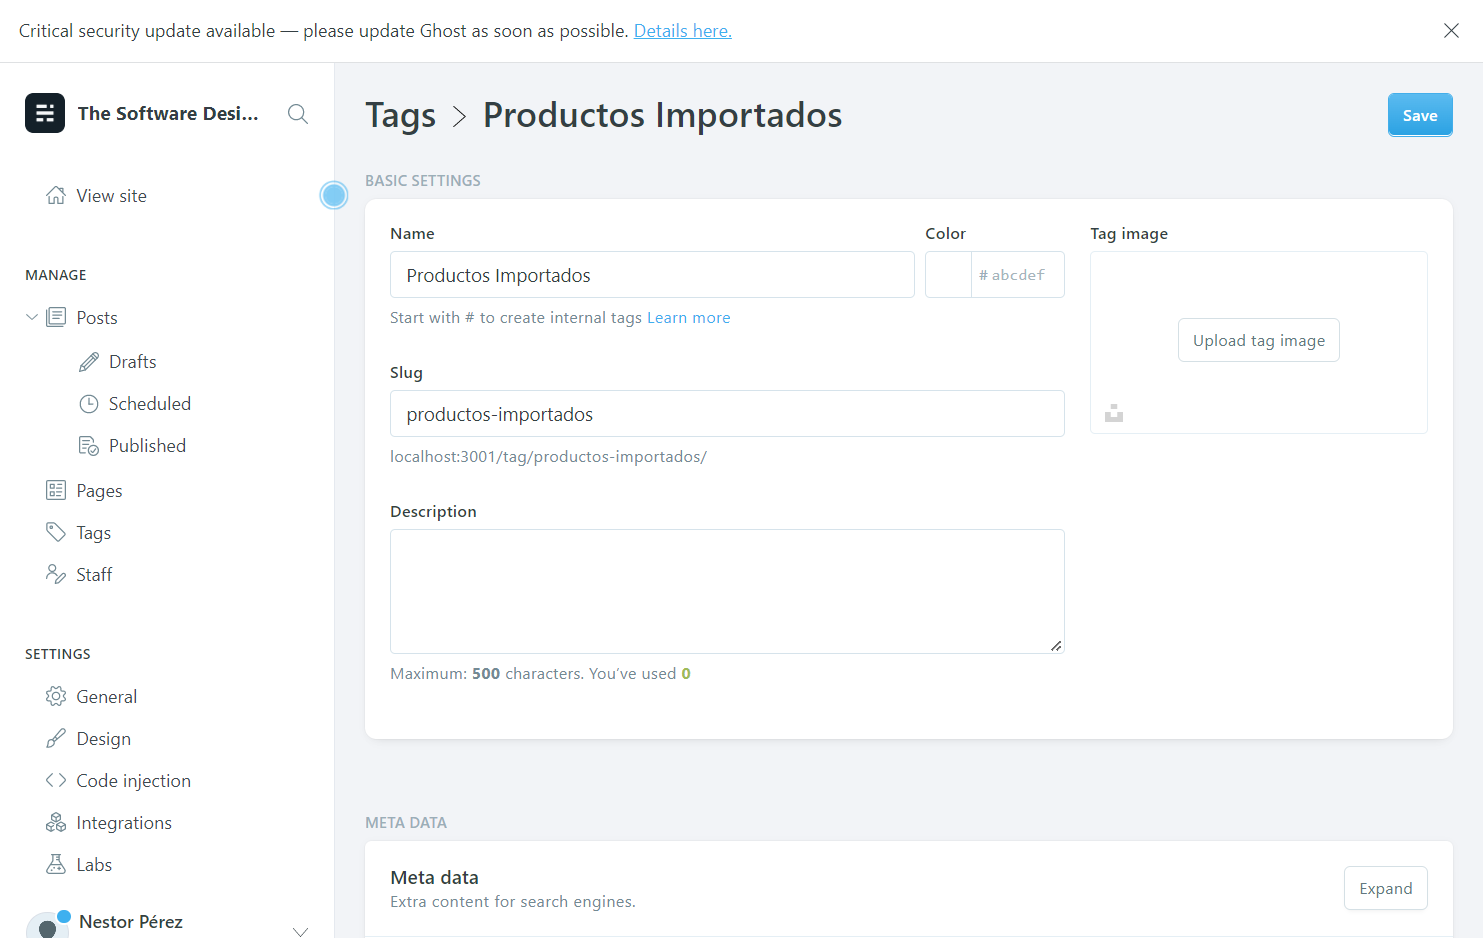 Critical security update available — please update Ghost as soon as possible. Details here.
The Software Desi...
View site
MANAGE
Posts
Drafts
Scheduled
Published
Pages
Tags
Staff
SETTINGS
General
Design
Code injection
Integrations
Labs
Nestor Pérez
Tags > Productos Importados
Save
BASIC SETTINGS
Name
Productos Importados
Start with # to create internal tags Learn more
Color
# abcdef
Tag image
Upload tag image
Slug
productos-importados
localhost:3001/tag/productos-importados/
Description
Maximum: 500 characters. You’ve used 0
META DATA
Meta data
Extra content for search engines.
Expand